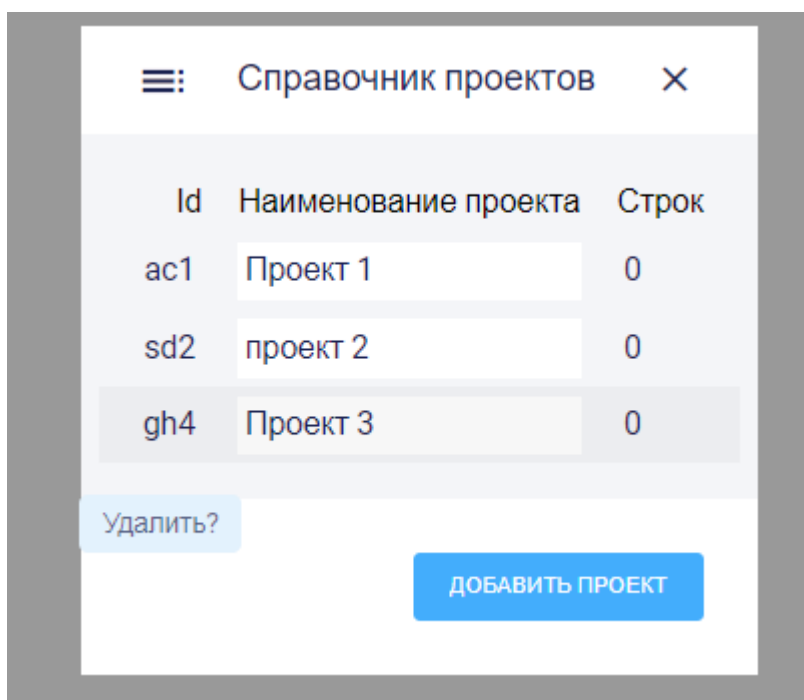 Справочник проектов
Id Наименование проекта Строк
ac1 Проект 1 0
sd2 проект 2 0
gh4 Проект 3 0
Удалить?
ДОБАВИТЬ ПРОЕКТ